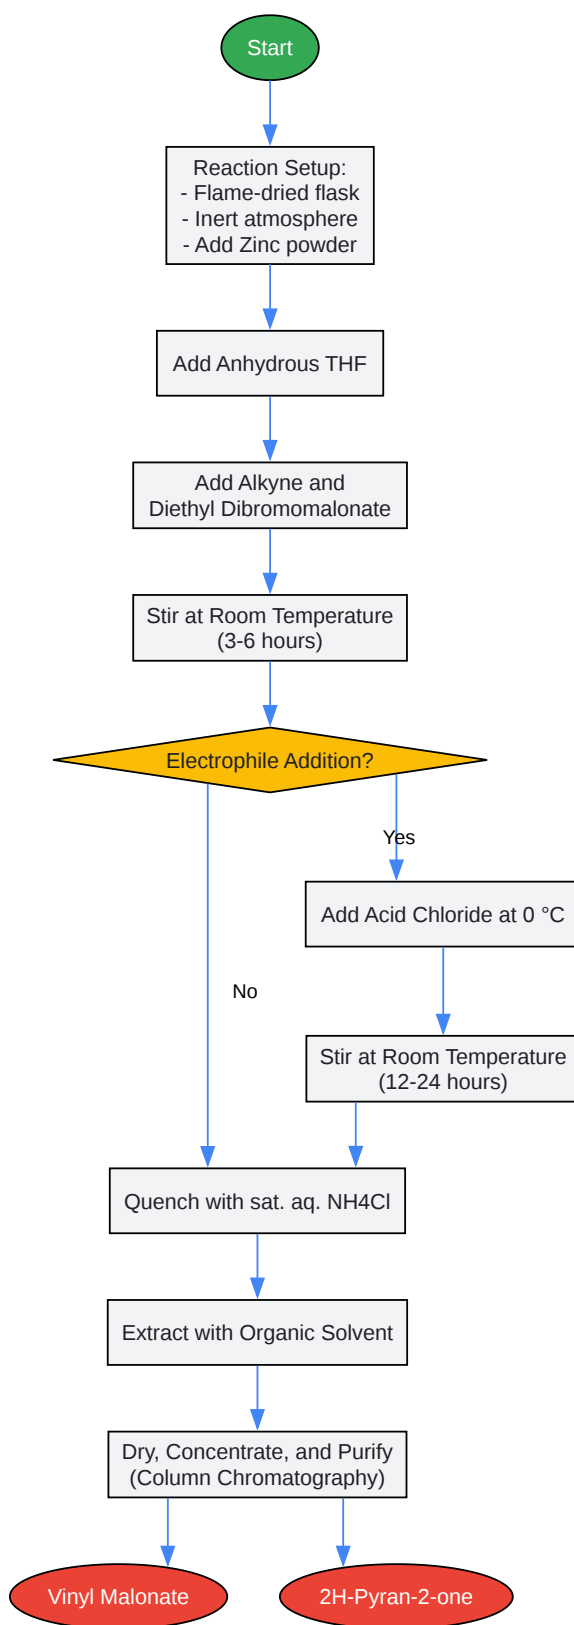 Start
Reaction Setup:
- Flame-dried flask
- Inert atmosphere
- Add Zinc powder
Add Anhydrous THF
Add Alkyne and
Diethyl Dibromomalonate
Stir at Room Temperature
(3-6 hours)
Electrophile Addition?
Yes
Add Acid Chloride at 0 °C
No
Stir at Room Temperature
(12-24 hours)
Quench with sat. aq. NH4Cl
Extract with Organic Solvent
Dry, Concentrate, and Purify
(Column Chromatography)
Vinyl Malonate
2H-Pyran-2-one